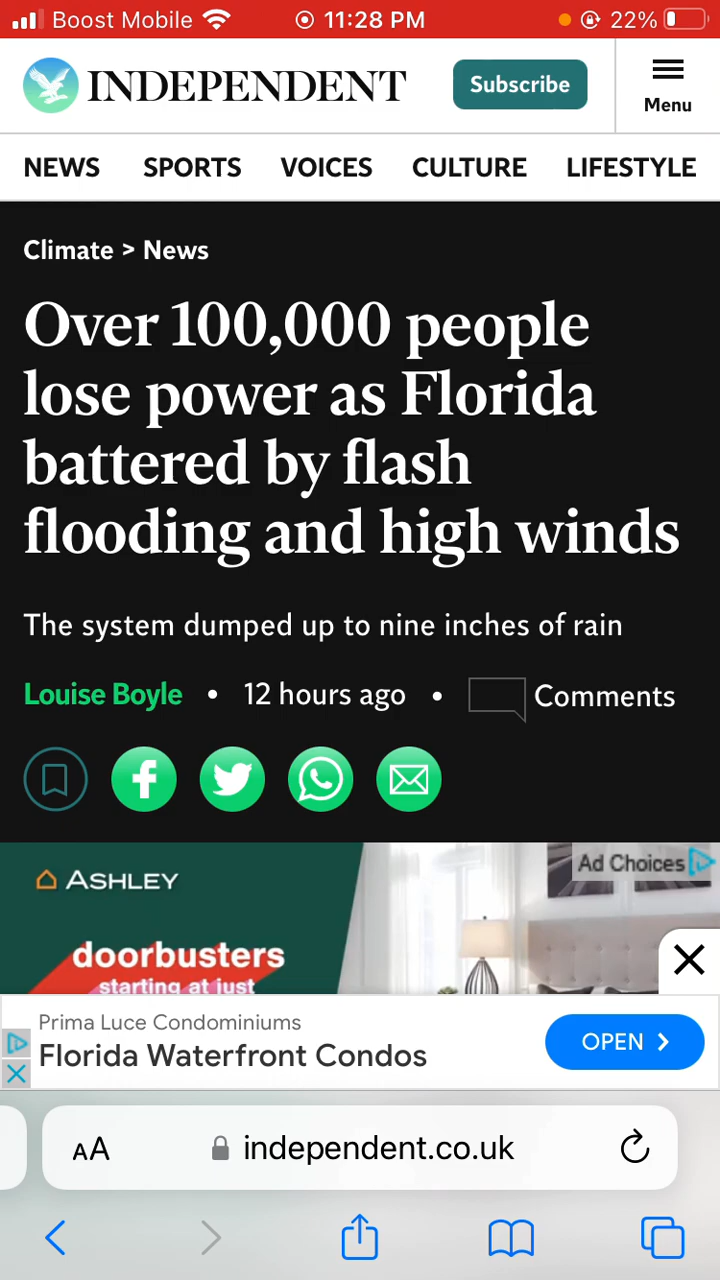 Boost Mobile 11:28 PM 22%
INDEPENDENT Subscribe Menu
NEWS SPORTS VOICES CULTURE LIFESTYLE
Climate > News
Over 100,000 people
lose power as Florida
battered by flash
flooding and high winds
The system dumped up to nine inches of rain
Louise Boyle • 12 hours ago • Comments
Ad Choices
ASHLEY
doorbusters
starting at just
Prima Luce Condominiums
Florida Waterfront Condos
OPEN
AA independent.co.uk